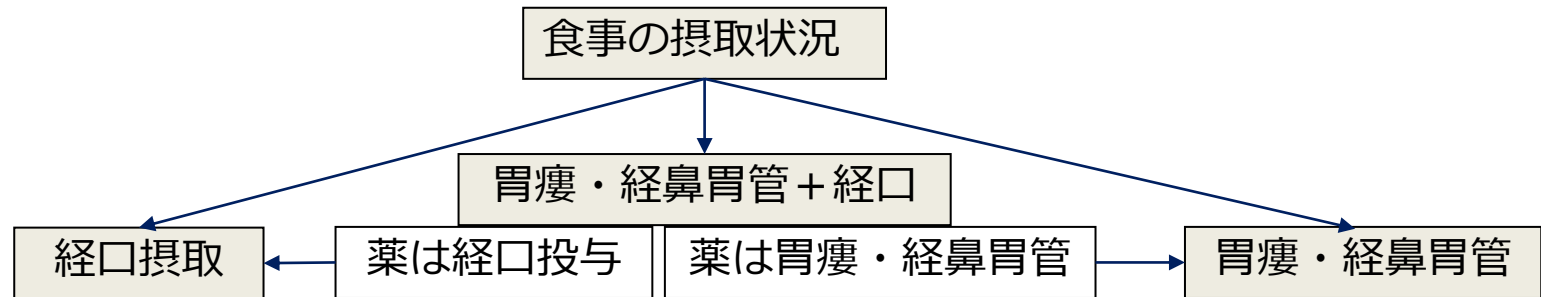 食事の摂取状況
胃瘻・経鼻胃管＋経口
経口摂取
薬は経口投与
薬は胃瘻・経鼻胃管
胃瘻・経鼻胃管